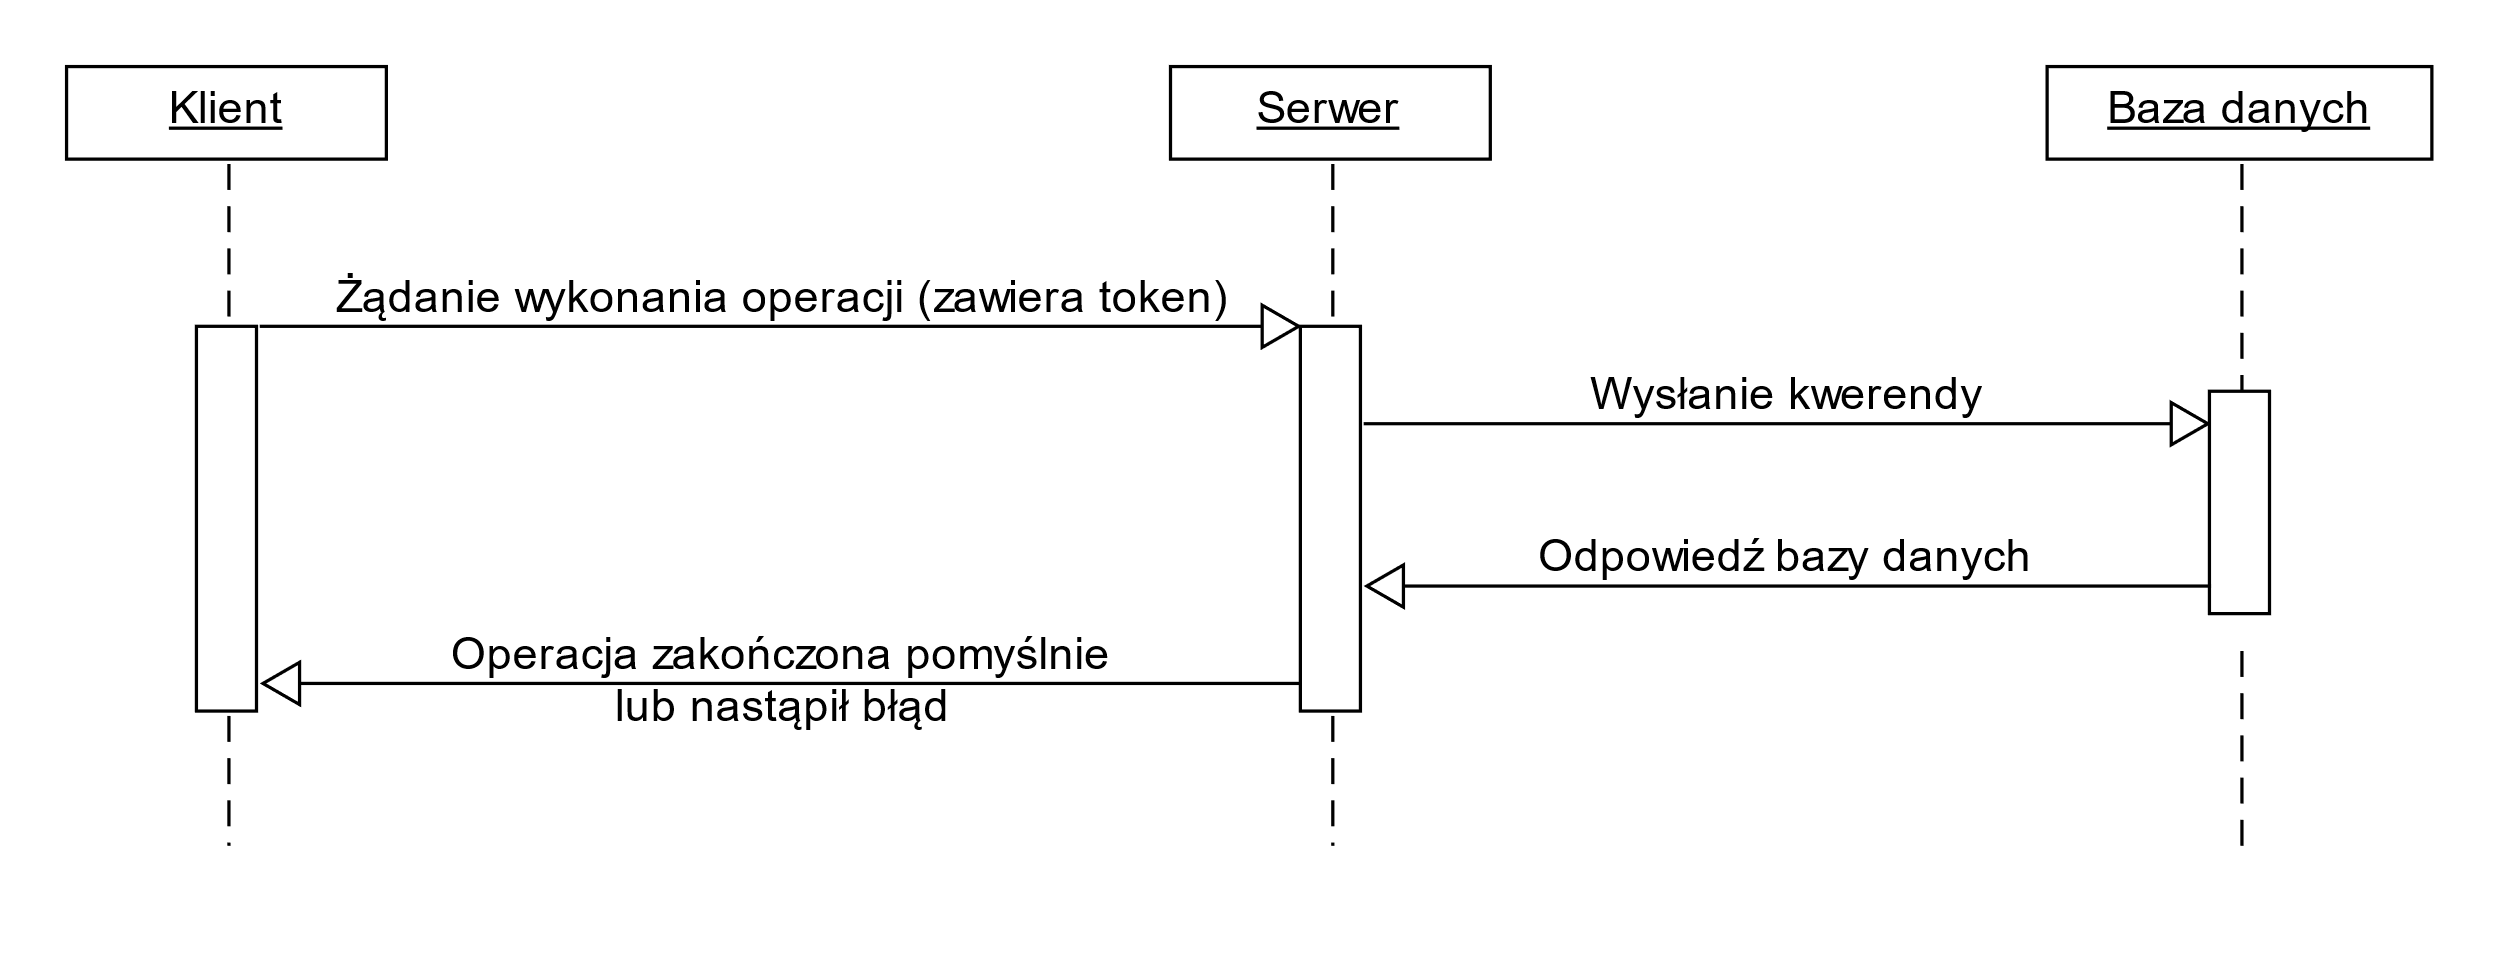 Klient
Serwer
Baza danych
Żądanie wykonania operacji (zawiera token)
Wysłanie kwerendy
Odpowiedź bazy danych
Operacja zakończona pomyślnie
lub nastąpił błąd